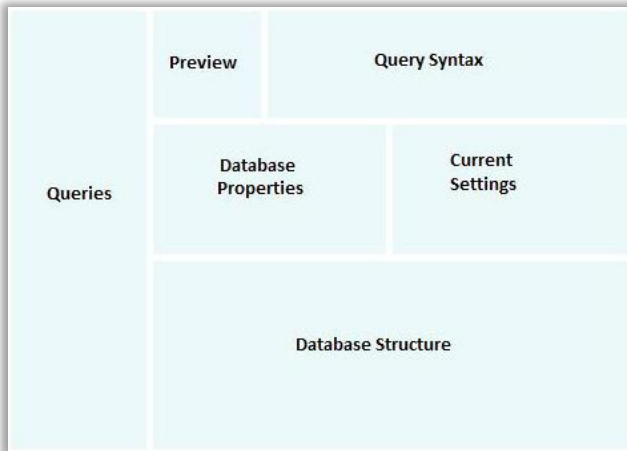 Preview
Query Syntax
Database
Properties
Current
Settings
Queries
Database Structure